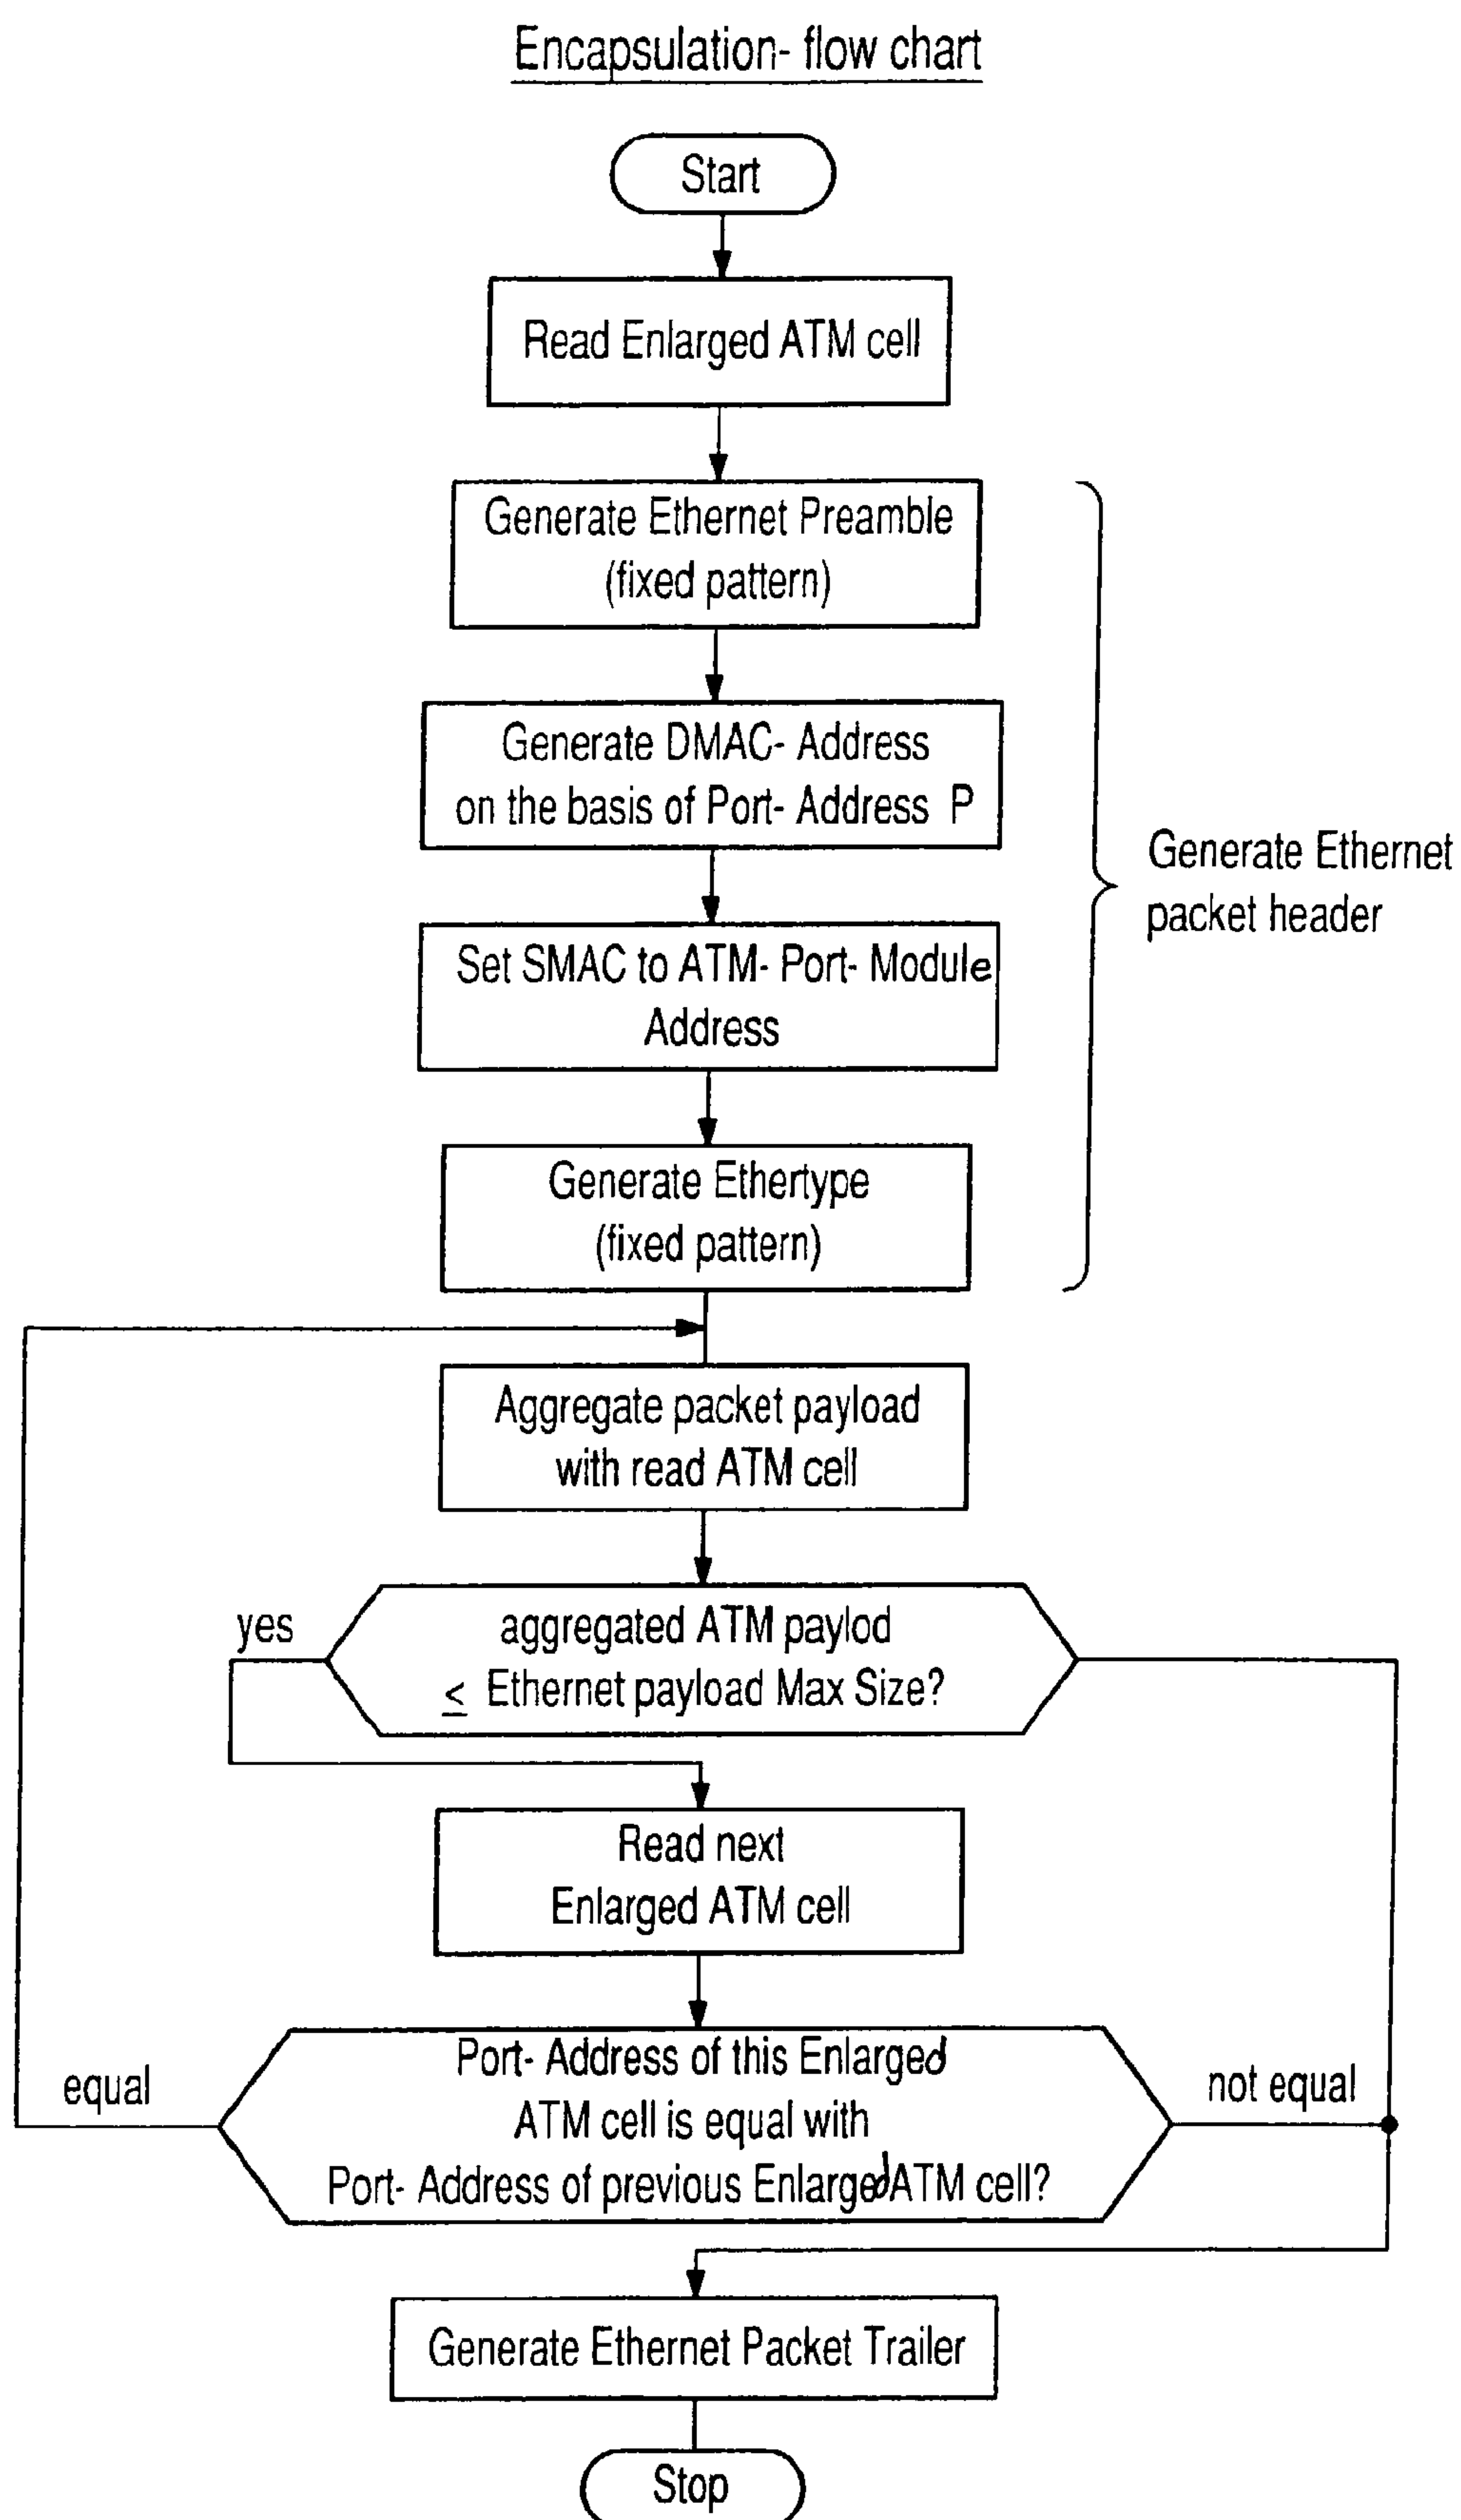 Encapsulation- flow chart
Start
Read Enlarged ATM cell
Generate Ethernet Preamble
(fixed pattern)
Generate DMAC- Address
on the basis of Port- Address P
Set SMAC to ATM- Port- Module
Address
Generate Ethertype
(fixed pattern)
Generate Ethernet
packet header
Aggregate packet payload
with read ATM cell
yes
aggregated ATM paylod
≤ Ethernet payload Max Size?
Read next
Enlarged ATM cell
equal
Port- Address of this Enlarged
ATM cell is equal with
Port- Address of previous Enlarged ATM cell?
not equal
Generate Ethernet Packet Trailer
Stop